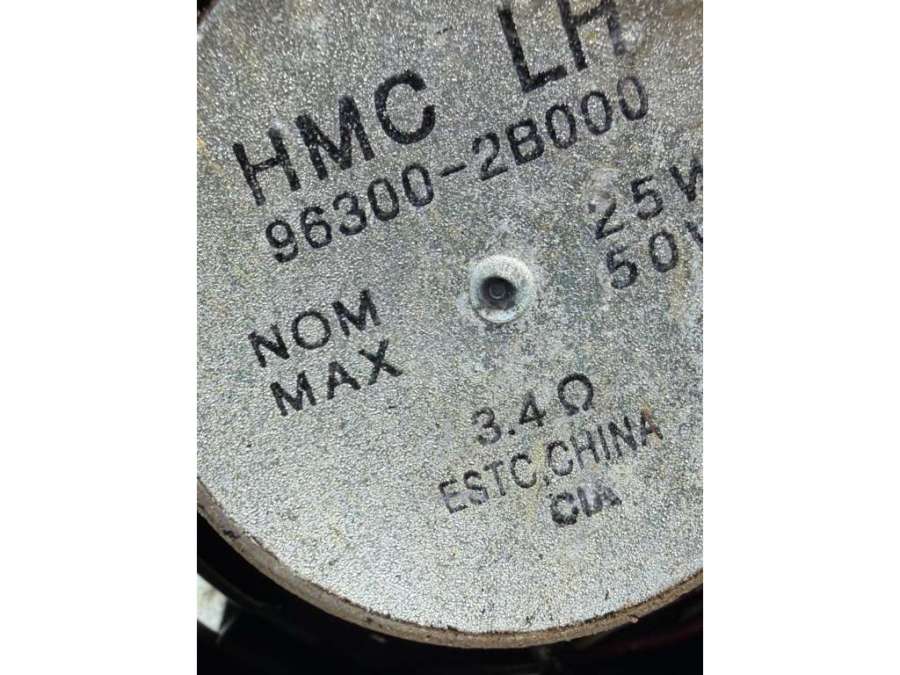 HMC LH
96300-2B000
NOM 25W
MAX 50W
3.4Ω
ESTC,CHINA
CIA